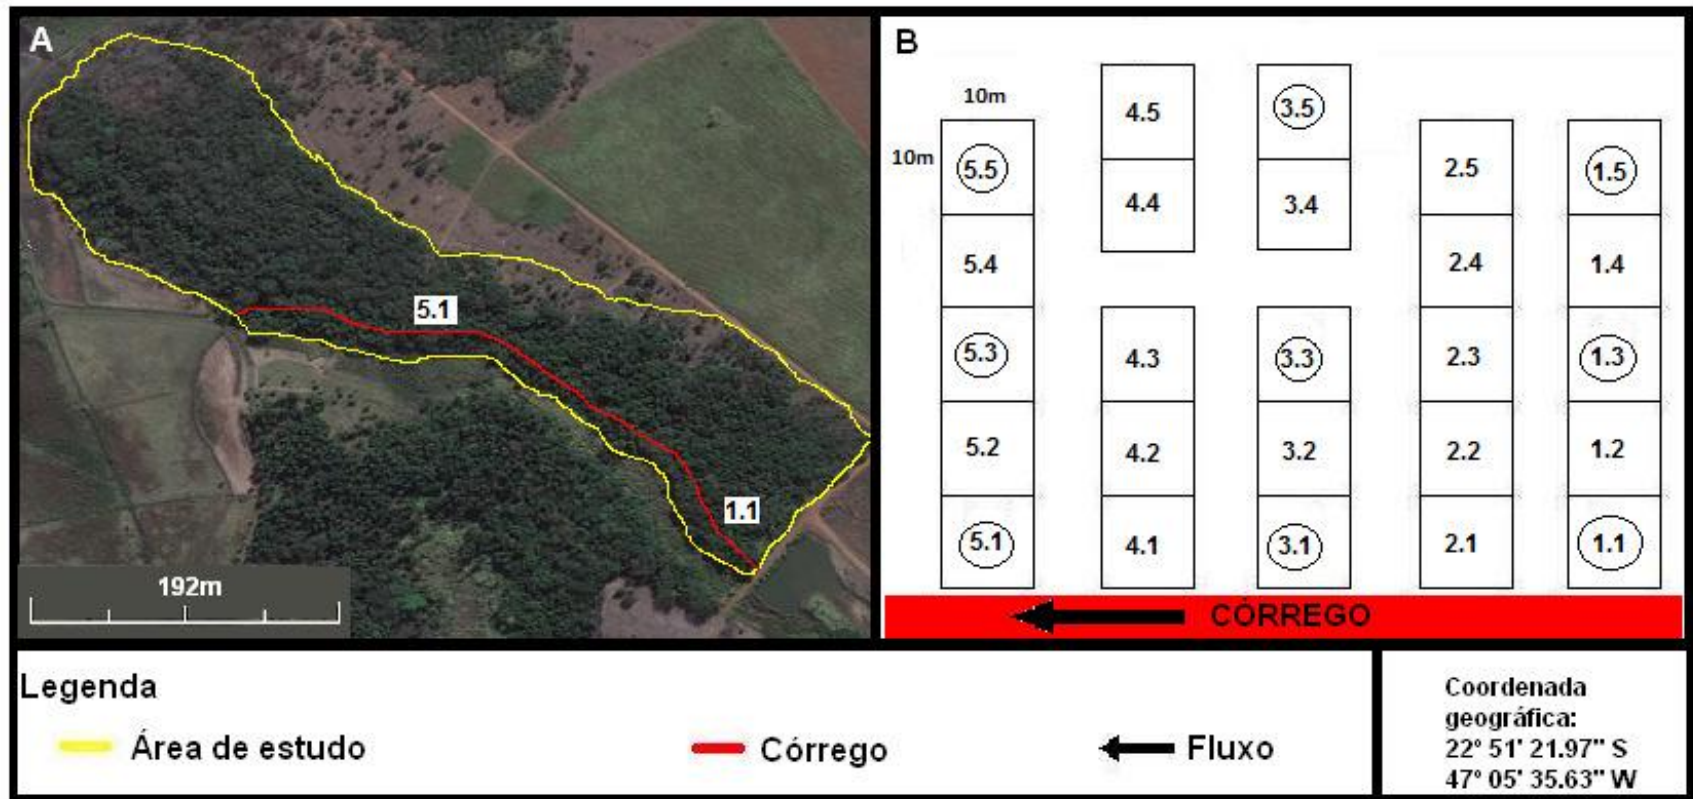 A
5.1
1.1
192m
B
10m
10m
5.5
5.4
5.3
5.2
5.1
4.5
4.4
4.3
4.2
4.1
3.5
3.4
3.3
3.2
3.1
2.5
2.4
2.3
2.2
2.1
1.5
1.4
1.3
1.2
1.1
CÓRREGO
Legenda
Área de estudo
Córrego
Fluxo
Coordenada
geográfica:
22° 51' 21.97" S
47° 05' 35.63" W